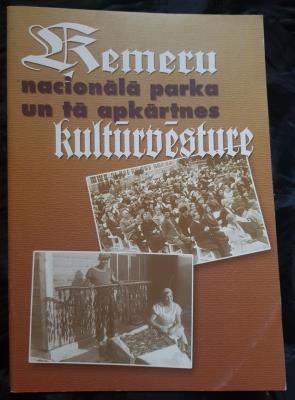 Ķemeru
nacionālā parka
un tā apkārtnes
kultūrvēsture